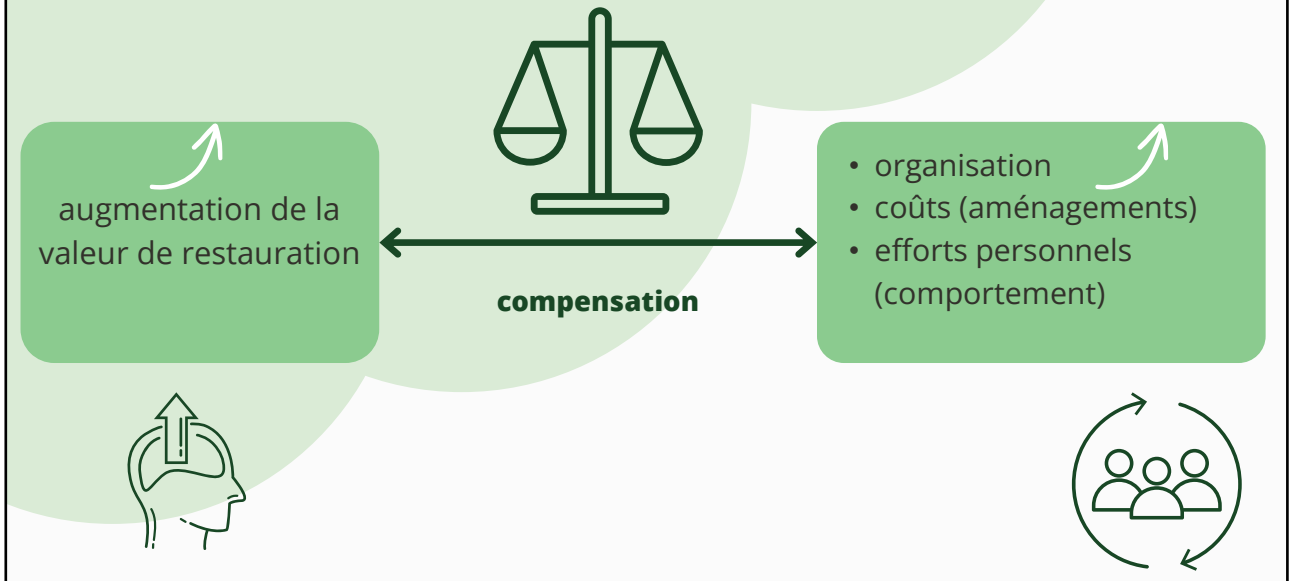 augmentation de la
valeur de restauration
compensation
• organisation
• coûts (aménagements)
• efforts personnels
(comportement)